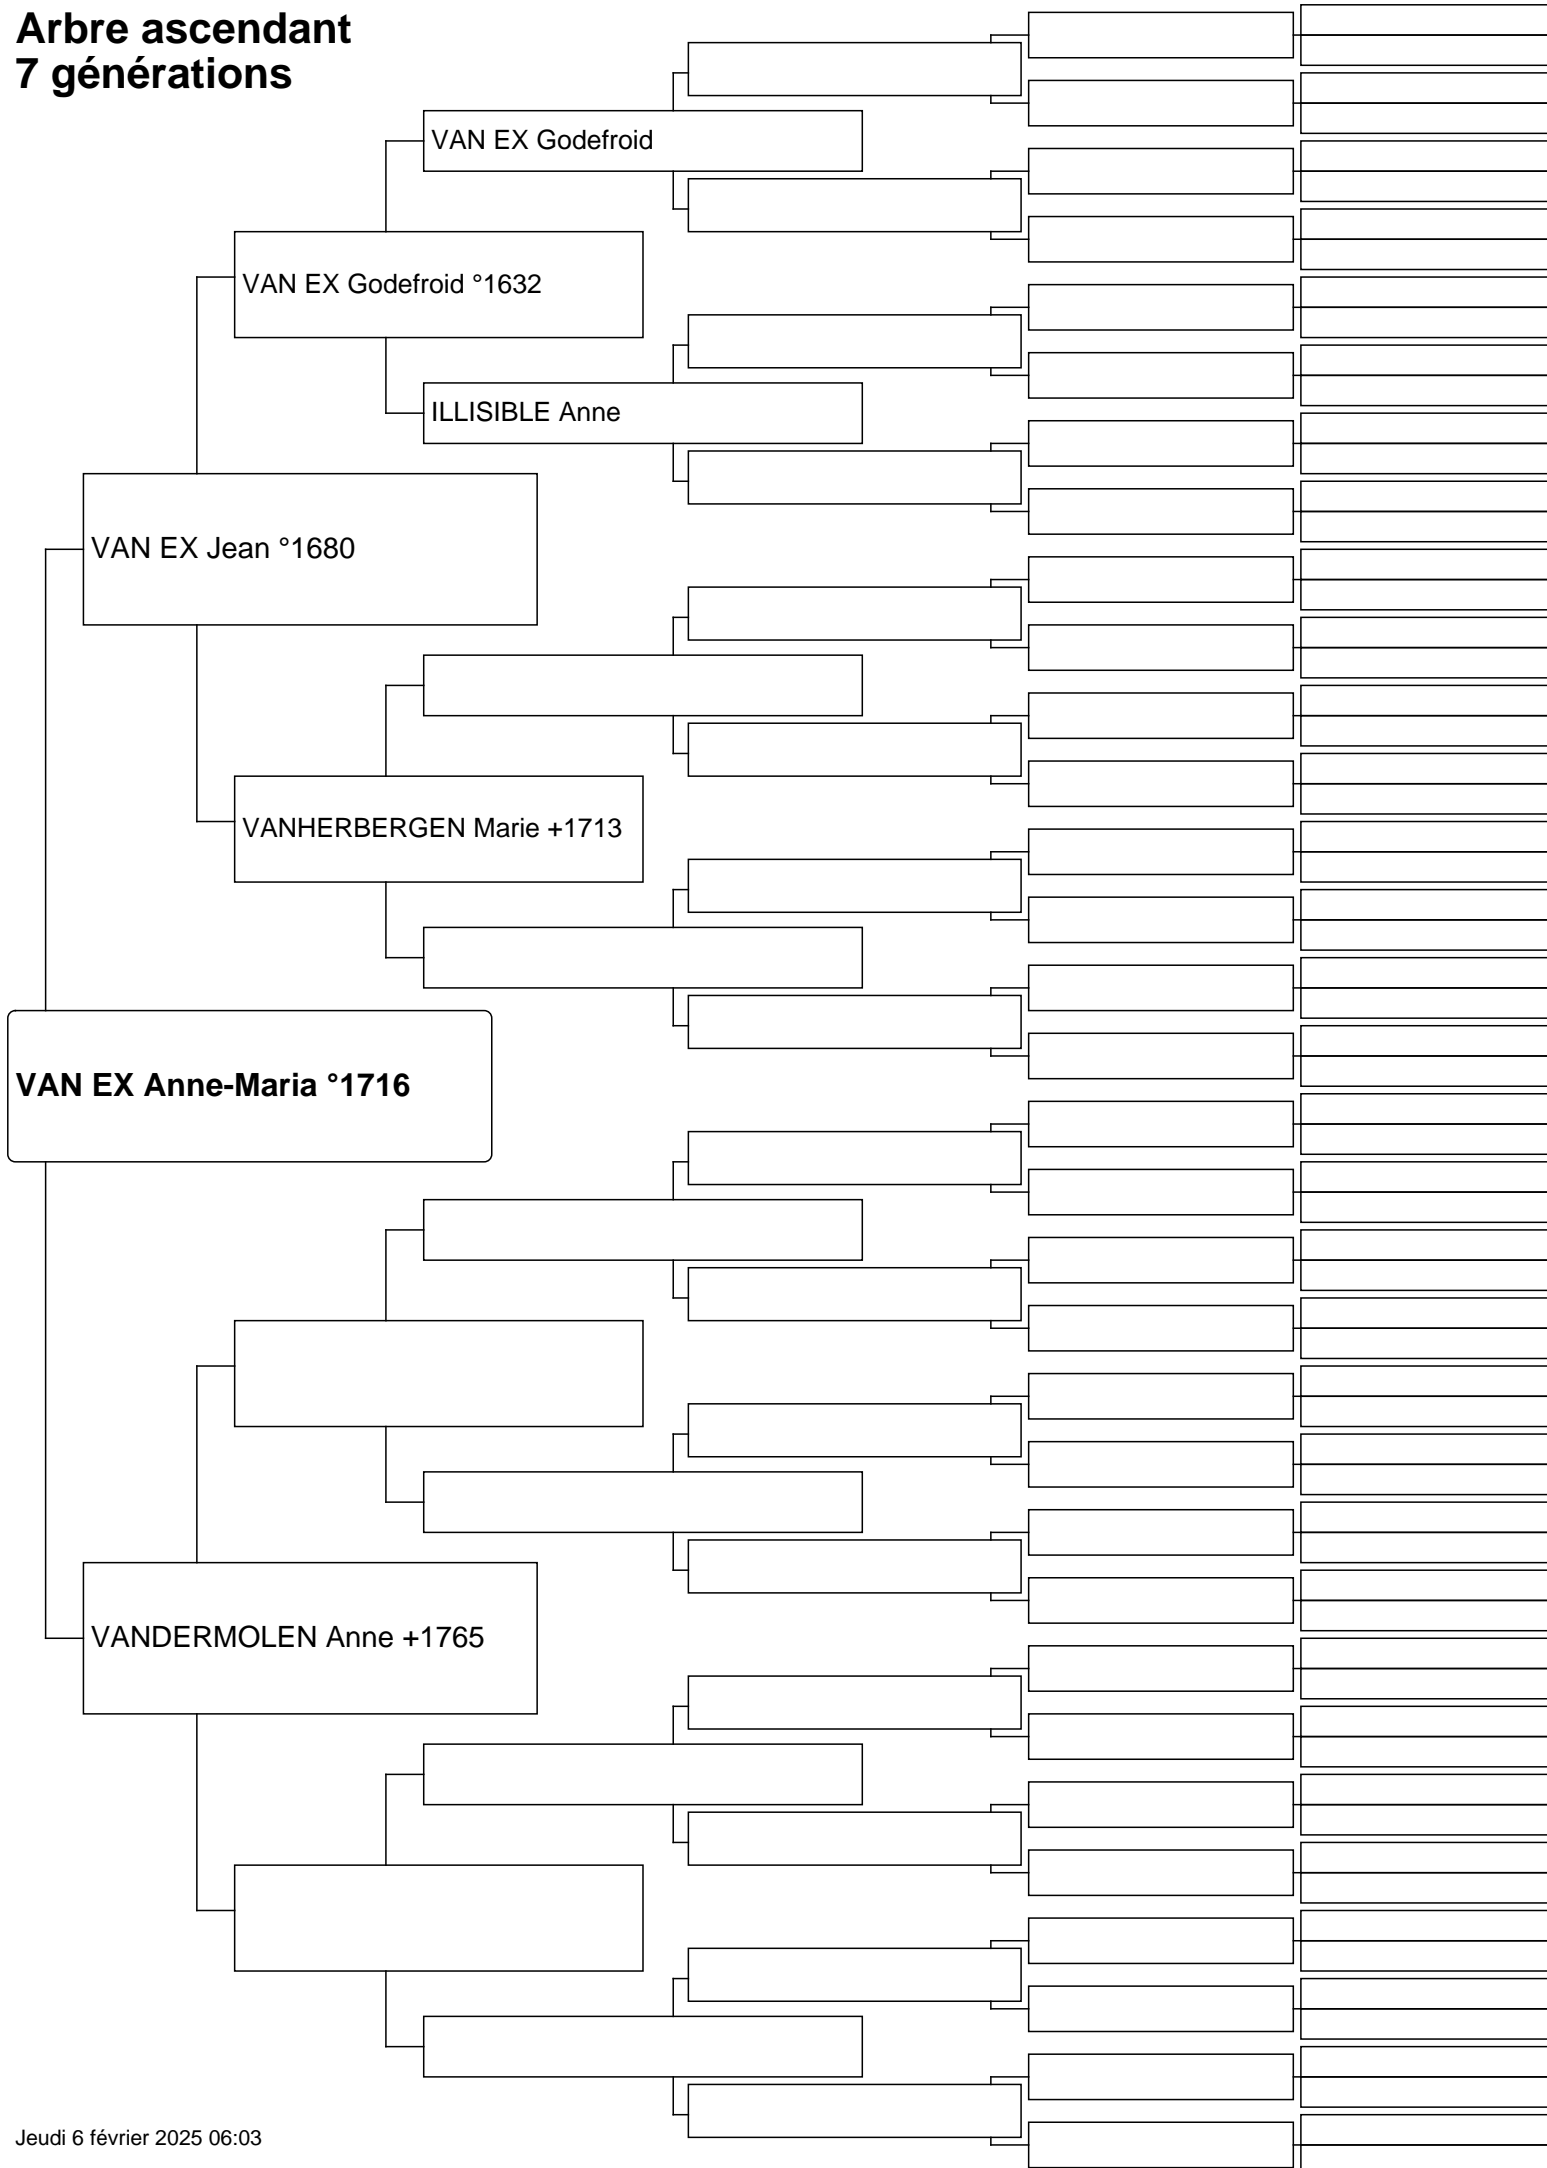 Arbre ascendant
7 générations
VAN EX Godefroid
VAN EX Godefroid °1632
ILLISIBLE Anne
VAN EX Jean °1680
VANHERBERGEN Marie +1713
VAN EX Anne-Maria °1716
VANDERMOLEN Anne +1765
Jeudi 6 février 2025 06:03